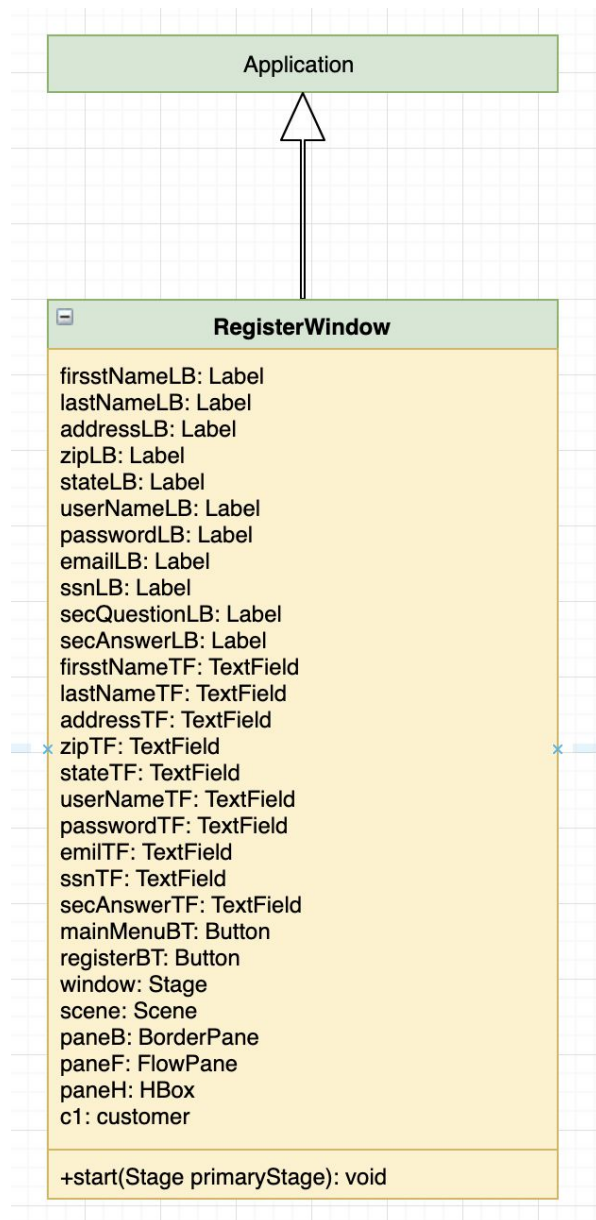 Application
RegisterWindow
firsstNameLB: Label
lastNameLB: Label
addressLB: Label
zipLB: Label
stateLB: Label
userNameLB: Label
passwordLB: Label
emailLB: Label
ssnLB: Label
secQuestionLB: Label
secAnswerLB: Label
firsstNameTF: TextField
lastNameTF: TextField
addressTF: TextField
zipTF: TextField
stateTF: TextField
userNameTF: TextField
passwordTF: TextField
emilTF: TextField
ssnTF: TextField
secAnswerTF: TextField
mainMenuBT: Button
registerBT: Button
window: Stage
scene: Scene
paneB: BorderPane
paneF: FlowPane
paneH: HBox
c1: customer
+start(Stage primaryStage): void